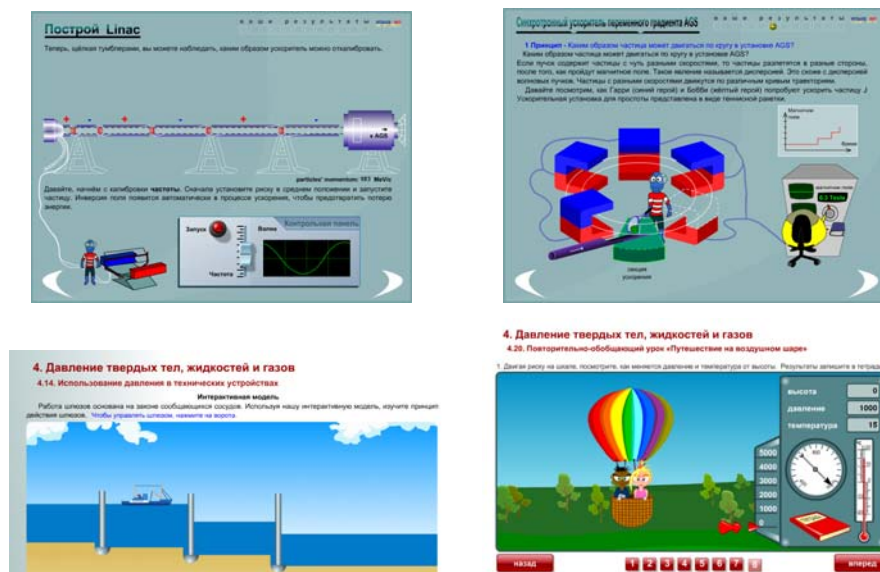 Построй Linac
ваши результаты
Теперь, щёлкая тумблерами, вы можете наблюдать, каким образом ускоритель можно откалибровать.
+ - + - + -
AGS
particles' momentum: MeV/c
Давайте, начнём с калибровки частоты. Сначала установите риску в среднем положении и запустите
частицу. Инверсия поля появится автоматически в процессе ускорения, чтобы предотвратить потерю
энергии.
Контрольная панель
Запуск
Волна
Частота
Синхротронный ускоритель переменного градиента AGS
ваши результаты
1 Принцип - Каким образом частица может двигаться по кругу в установке AGS?
Каким образом частица может двигаться по кругу в установке AGS?
Если пучок содержит частицы с чуть разными скоростями, то частицы разлетятся в разные стороны,
после того, как пройдут магнитное поле. Такое явление называется дисперсией. Это схоже с дисперсией
волновых пучков. Частицы с разными скоростями движутся по различным кривым траекториям.
Давайте посмотрим, как Гарри (синий герой) и Бобби (жёлтый герой) попробуют ускорить частицу J
Ускорительная установка для простоты представлена в виде теннисной ракетки.
Магнитное
поле
Время
магнитное поле
0.3 Tesla
секция
ускорения
4. Давление твердых тел, жидкостей и газов
4.14. Использование давления в технических устройствах
Интерактивная модель
Работа шлюзов основана на законе сообщающихся сосудов. Используя нашу интерактивную модель, изучите принцип
действия шлюзов. Чтобы управлять шлюзом, нажмите на ворота
4. Давление твердых тел, жидкостей и газов
4.20. Повторительно-обобщающий урок «Путешествие на воздушном шаре»
1. Двигая риску на шкале, посмотрите, как меняется давление и температура от высоты. Результаты запишите в тетрадь
высота 0
давление 1000
температура 15
5000
4000
3000
2000
1000
0
назад
1 2 3 4 5 6 7 8
вперед